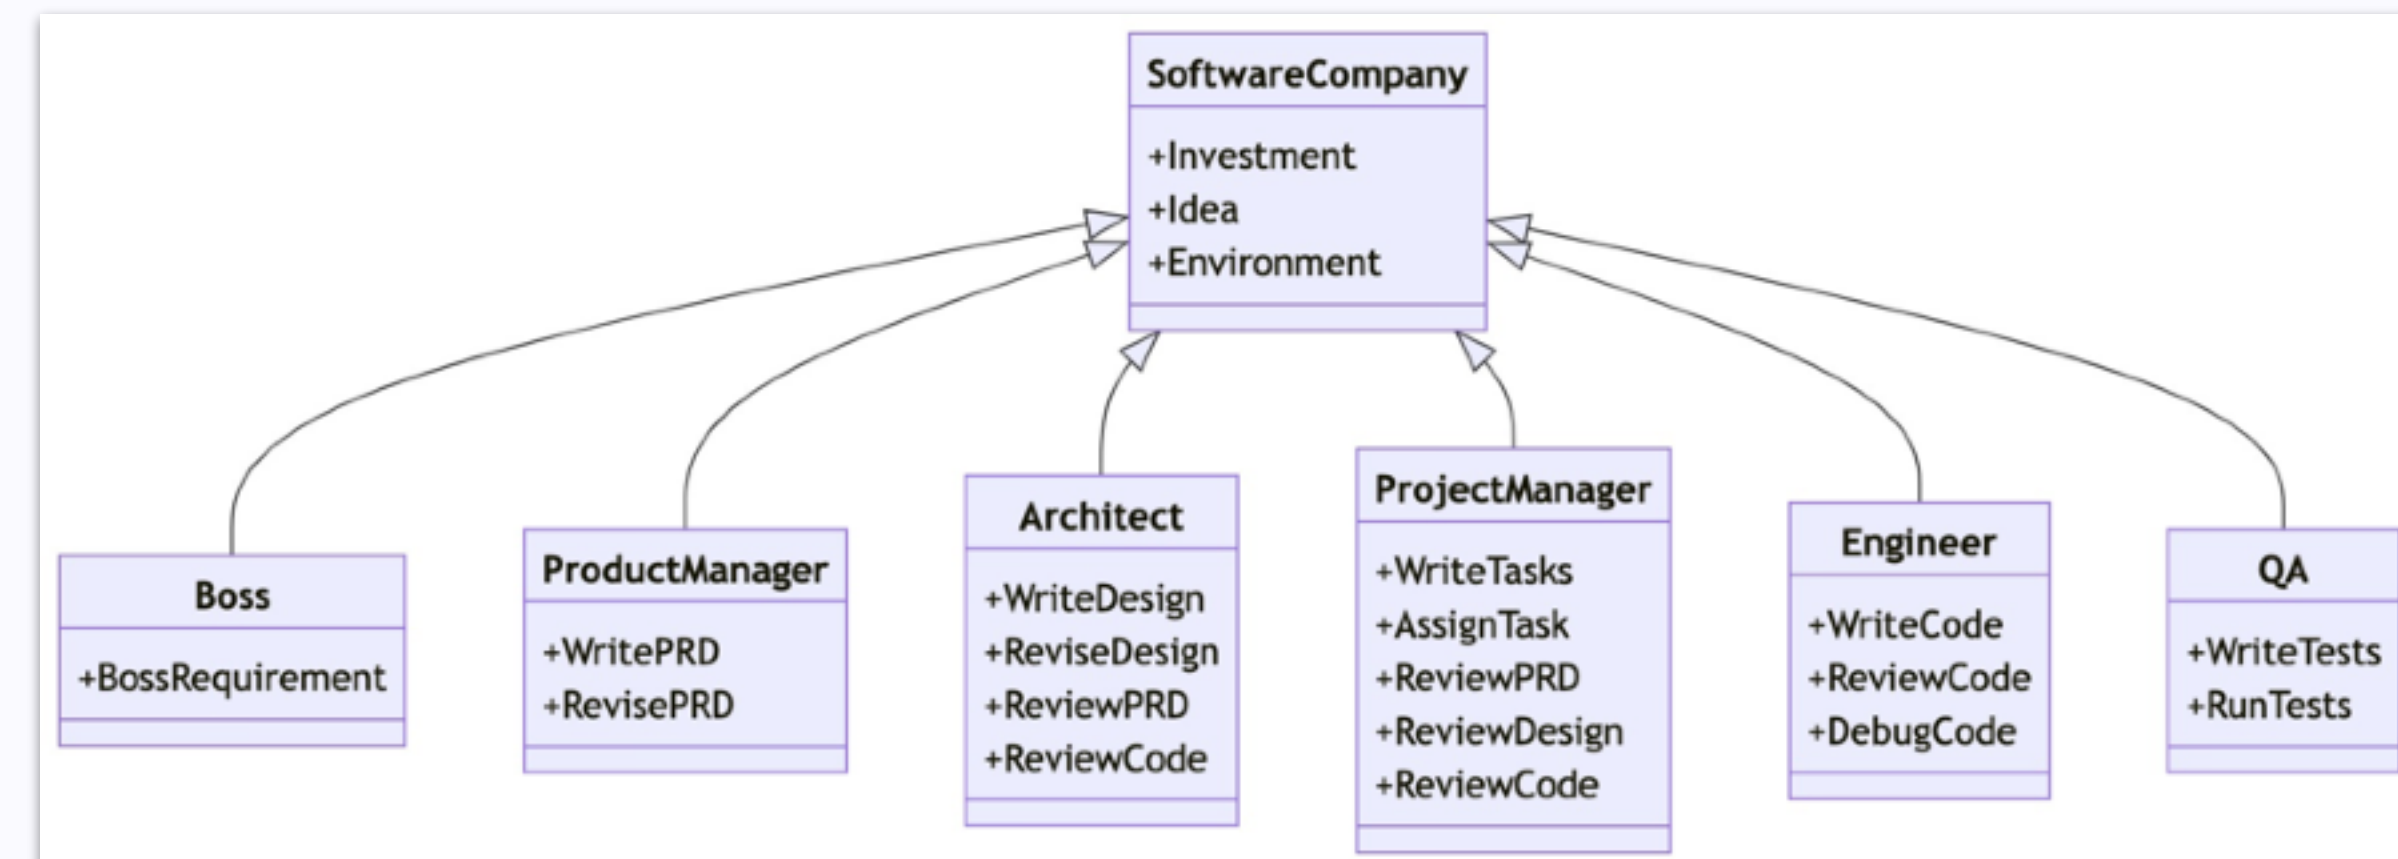 SoftwareCompany
+Investment
+Idea
+Environment
Boss
+BossRequirement
ProductManager
+WritePRD
+RevisePRD
Architect
+WriteDesign
+ReviseDesign
+ReviewPRD
+ReviewCode
ProjectManager
+WriteTasks
+AssignTask
+ReviewPRD
+ReviewDesign
+ReviewCode
Engineer
+WriteCode
+ReviewCode
+DebugCode
QA
+WriteTests
+RunTests